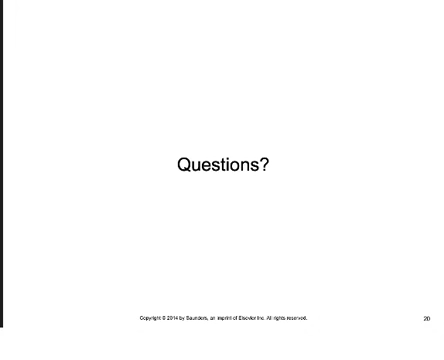 Questions?
Copyright © 2014 by Saunders, an imprint of Elsevier Inc. All rights reserved.
20